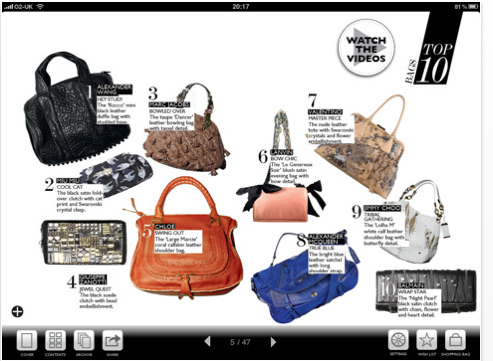 O2-UK
20:17
81 %
WATCH
THE
VIDEOS
BAGS TOP
10
1 ALEXANDER
WANG
HEY STUD!
The 'Rocco' mini
black leather
duffle bag with
studded base.
2 MIU MIU
COOL CAT
The black satin fold-
over clutch with cat
print and Swarovski
crystal clasp.
3 MARC JACOBS
BOWLED OVER
The taupe 'Dancer'
leather bowling bag
with tassel detail.
4 GIUSEPPE
ZANOTTI
JEWEL QUEST
The black suede
clutch with bead
embellishment.
5 CHLOÉ
SWING OUT
The 'Large Marcie'
coral calfskin leather
shoulder bag.
6 LANVIN
BOW CHIC
The 'Le Genereux
Soir' blush satin
evening bag with
bow detail.
7 VALENTINO
MASTER PIECE
The nude leather
tote with Swarovski
crystals and flower
embellishment.
8 ALEXANDER
MCQUEEN
TRUE BLUE
The bright blue
leather satchel
with long
shoulder strap.
9 JIMMY CHOO
TRIBAL
GATHERING
The 'Lolha M'
white calf leather
shoulder bag with
butterfly detail.
10 BALMAIN
WRAP STAR
The 'Night Pearl'
black satin clutch
with chain, flower
and heart detail.
COVER
CONTENTS
ARCHIVE
SHARE
5 / 47
SETTINGS
WISH LIST
SHOPPING BAG